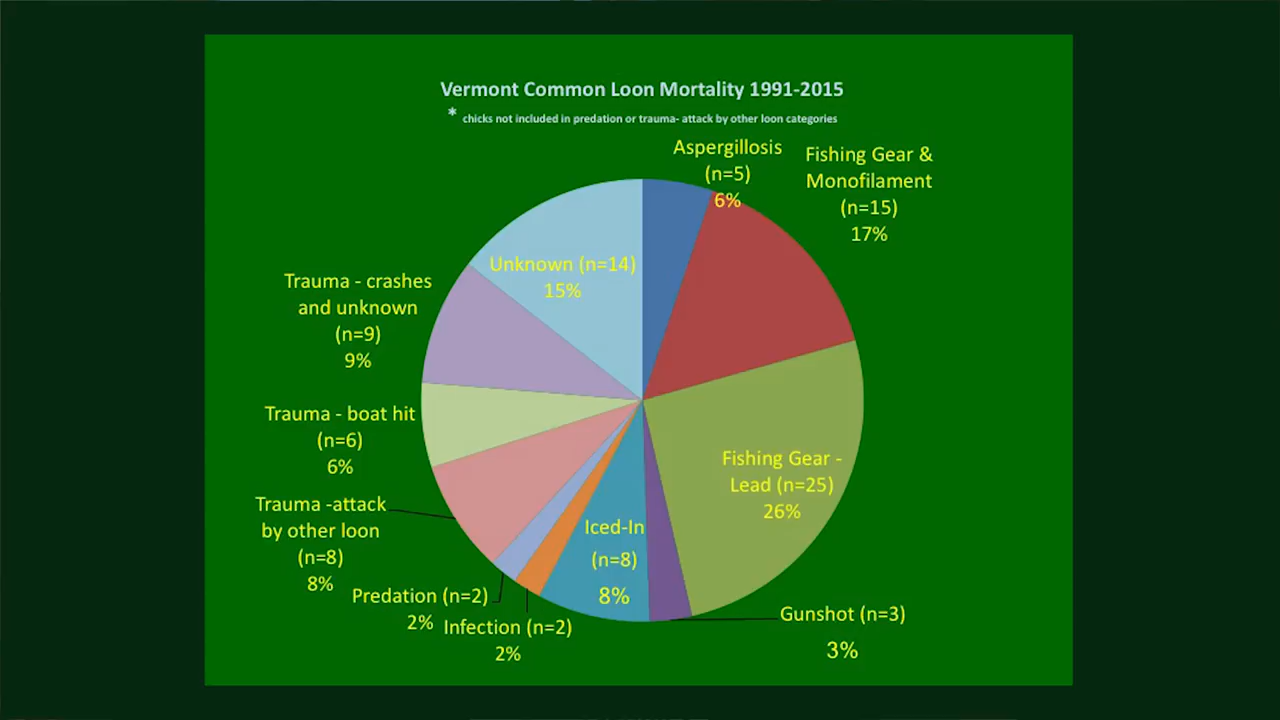 Vermont Common Loon Mortality 1991-2015
* chicks not included in predation or trauma- attack by other loon categories
Aspergillosis
(n=5)
6%
Fishing Gear &
Monofilament
(n=15)
17%
Fishing Gear -
Lead (n=25)
26%
Gunshot (n=3)
3%
Iced-In
(n=8)
8%
Infection (n=2)
2%
Predation (n=2)
2%
Trauma -attack
by other loon
(n=8)
8%
Trauma - boat hit
(n=6)
6%
Trauma - crashes
and unknown
(n=9)
9%
Unknown (n=14)
15%